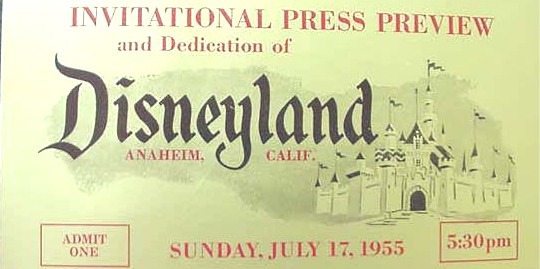 INVITATIONAL PRESS PREVIEW
and Dedication of
Disneyland
ANAHEIM, CALIF.
ADMIT
ONE
SUNDAY, JULY 17, 1955
5:30pm